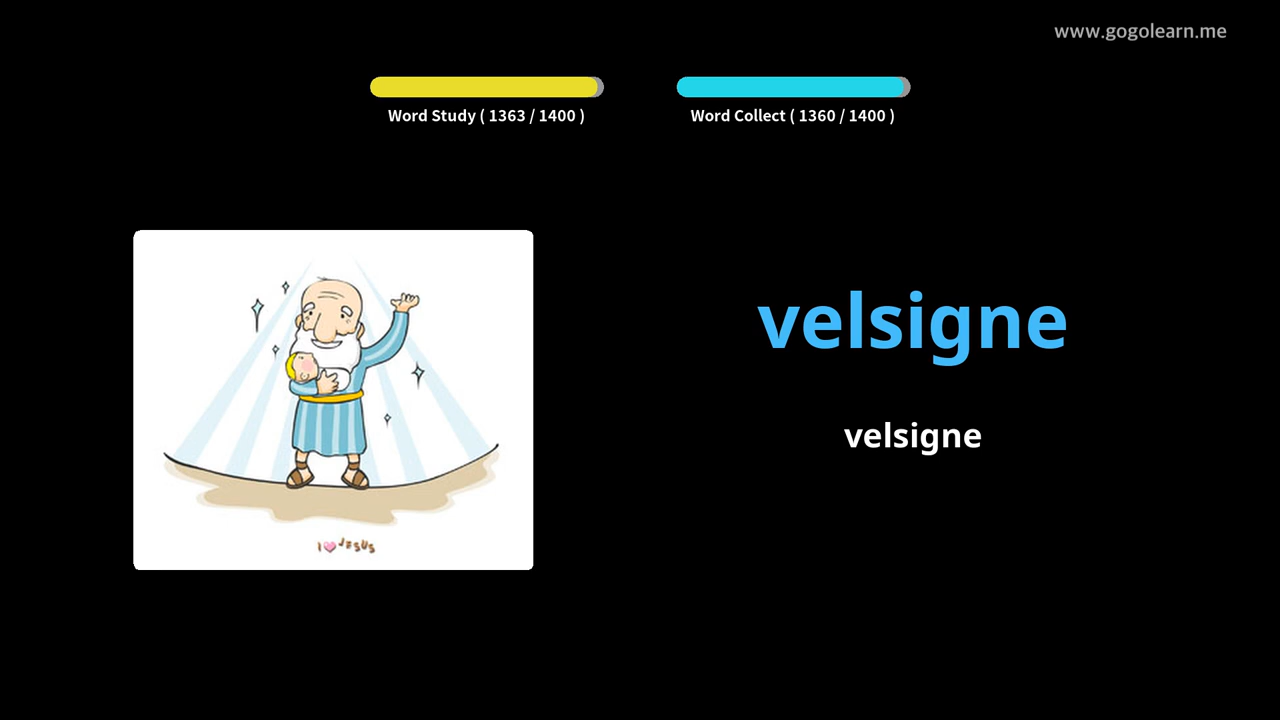 www.gogolearn.me
Word Study ( 1363 / 1400 )
Word Collect ( 1360 / 1400 )
velsigne
velsigne
I JESUS